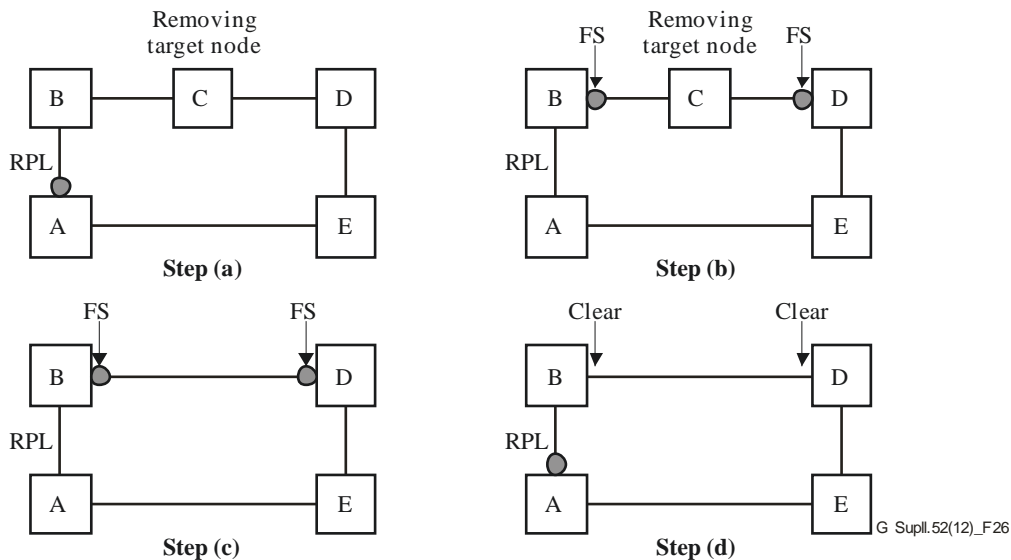 Removing
target node
B
C
D
RPL
A
E
Step (a)
Removing
target node
FS
FS
B
C
D
RPL
A
E
Step (b)
FS
FS
B
D
RPL
A
E
Step (c)
Clear
Clear
B
D
RPL
A
E
Step (d)
G Supll.52(12)_F26